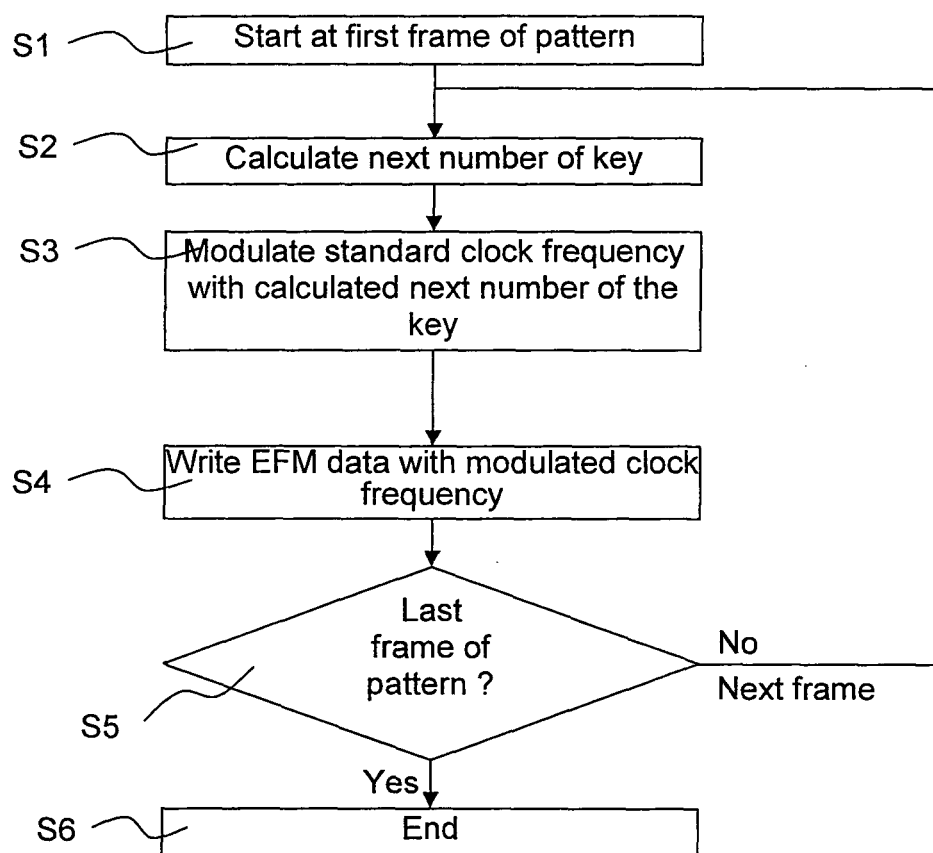 S1
Start at first frame of pattern
S2
Calculate next number of key
S3
Modulate standard clock frequency
with calculated next number of the
key
S4
Write EFM data with modulated clock
frequency
Last
frame of
pattern ?
No
Next frame
S5
Yes
S6
End